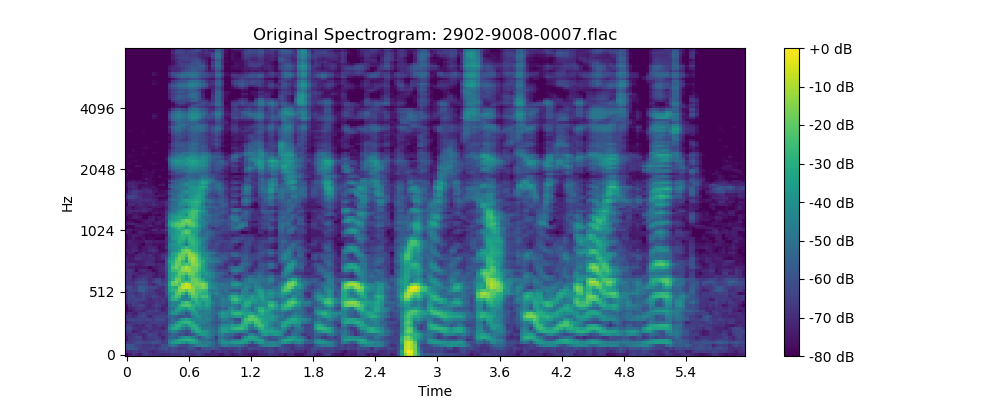 Original Spectrogram: 2902-9008-0007.flac
Hz
4096
2048
1024
512
0
0 0.6 1.2 1.8 2.4 3 3.6 4.2 4.8 5.4
Time
+0 dB
-10 dB
-20 dB
-30 dB
-40 dB
-50 dB
-60 dB
-70 dB
-80 dB